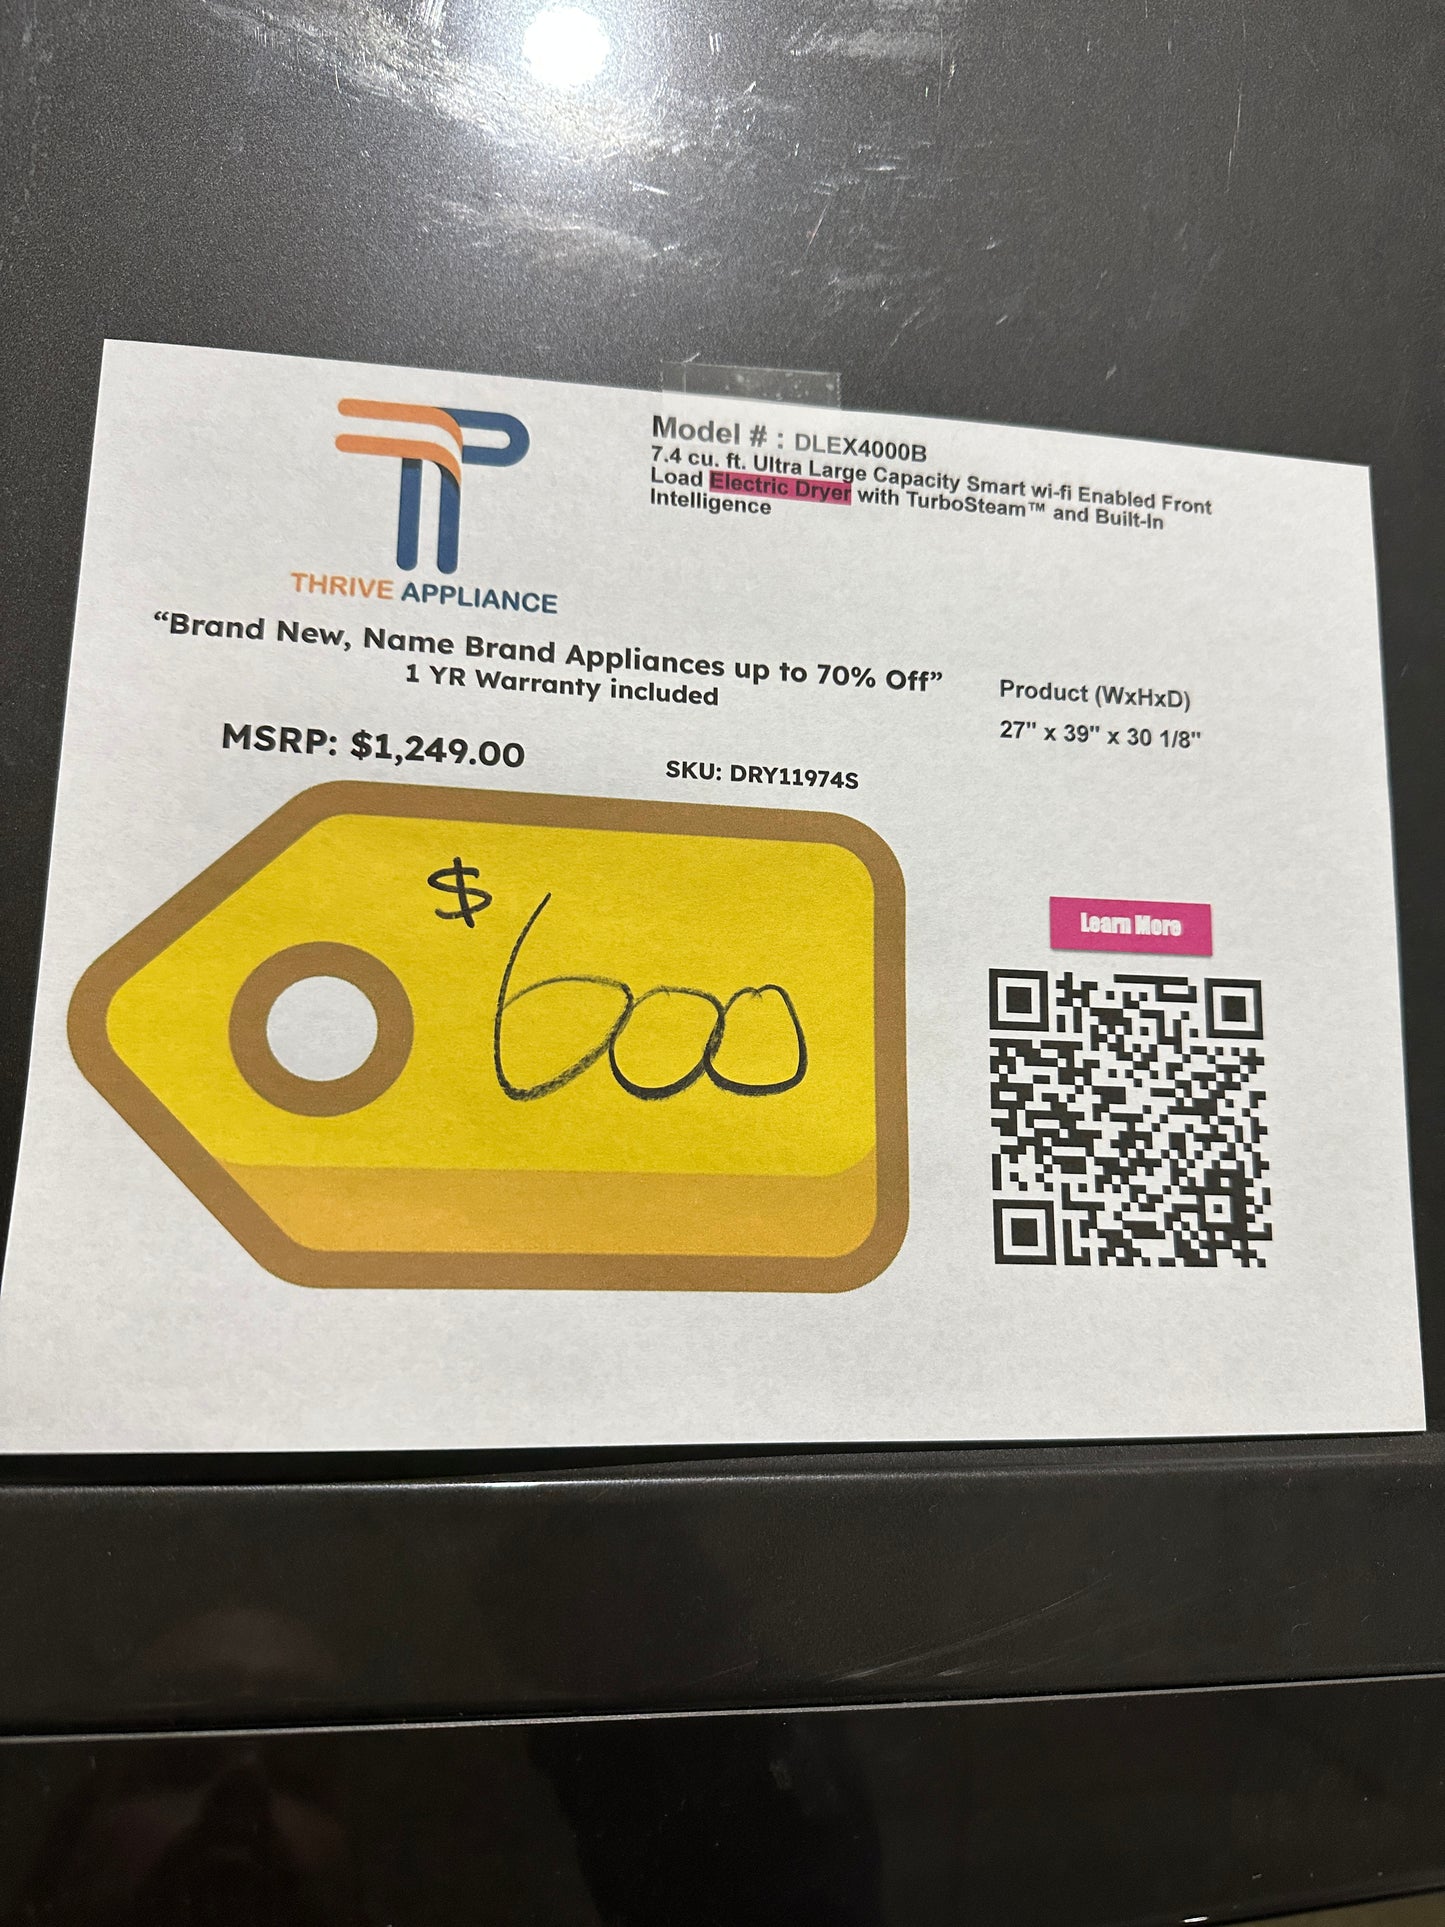 THRIVE APPLIANCE
Model # : DLEX4000B
7.4 cu. ft. Ultra Large Capacity Smart wi-fi Enabled Front
Load Electric Dryer with TurboSteam™ and Built-In
Intelligence
“Brand New, Name Brand Appliances up to 70% Off”
1 YR Warranty included
Product (WxHxD)
27" x 39" x 30 1/8"
MSRP: $1,249.00
SKU: DRY11974S
$600
Learn More